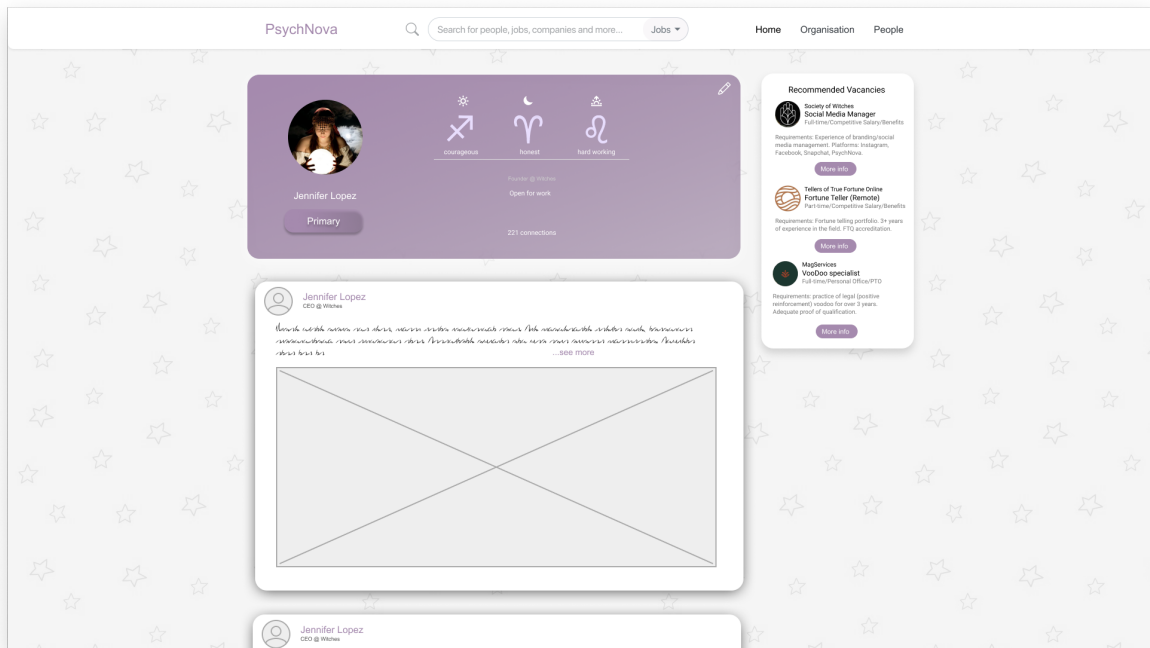 PsychNova
Search for people, jobs, companies and more...
Jobs
Home
Organisation
People
courageous
honest
hard working
Founder @ Witches
Open for work
221 connections
Jennifer Lopez
Primary
Recommended Vacancies
Society of Witches
Social Media Manager
Full-time/Competitive Salary/Benefits
Requirements: Experience of branding/social
media management. Platforms: Instagram,
Facebook, Snapchat, PsychNova.
More info
Tellers of True Fortune Online
Fortune Teller (Remote)
Part-time/Competitive Salary/Benefits
Requirements: Fortune telling portfolio. 3+ years
of experience in the field. FTQ accreditation.
More info
MagServices
VooDoo specialist
Full-time/Personal Office/PTO
Requirements: practice of legal (positive
reinforcement) voodoo for over 3 years.
Adequate proof of qualification.
More info
Jennifer Lopez
CEO @ Witches
...see more
Jennifer Lopez
CEO @ Witches